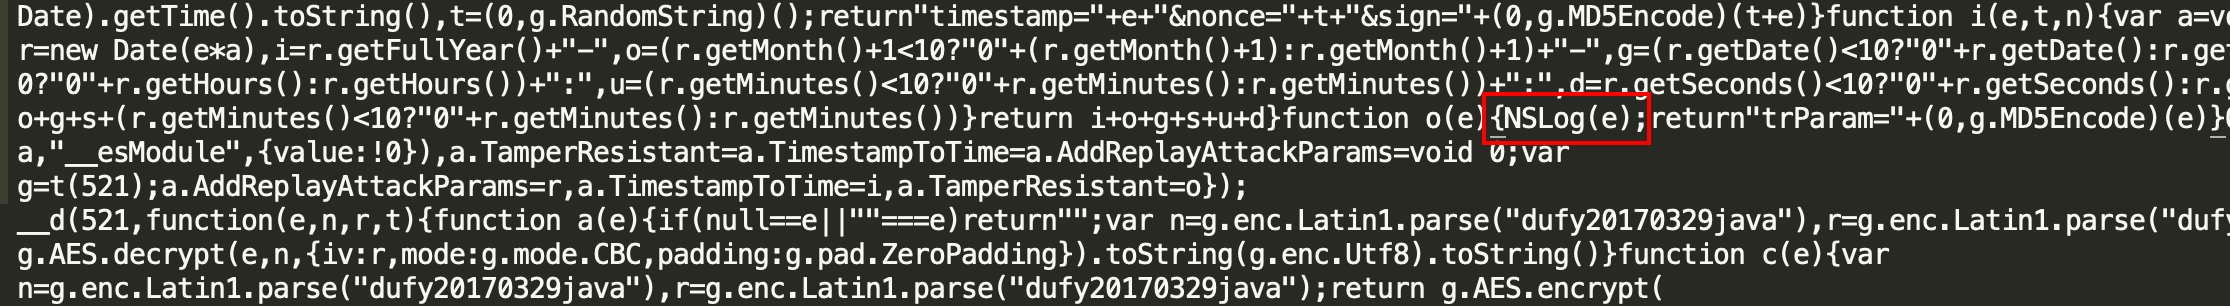 Date).getTime().toString(),t=(0,g.RandomString)();return"timestamp="+e+"&nonce="+t+"&sign="+(0,g.MD5Encode)(t+e)}function i(e,t,n){var a=vo
r=new Date(e*a),i=r.getFullYear()+"-",o=(r.getMonth()+1<10?"0"+(r.getMonth()+1):r.getMonth()+1)+"-",g=(r.getDate()<10?"0"+r.getDate():r.get
0?"0"+r.getHours():r.getHours())+":",u=(r.getMinutes()<10?"0"+r.getMinutes():r.getMinutes())+":",d=r.getSeconds()<10?"0"+r.getSeconds():r.g
o+g+s+(r.getMinutes()<10?"0"+r.getMinutes():r.getMinutes())}return i+o+g+s+u+d}function o(e){NSLog(e);return"trParam="+(0,g.MD5Encode)(e)}
a,"__esModule",{value:!0}),a.TamperResistant=a.TimestampToTime=a.AddReplayAttackParams=void 0;var
g=t(521);a.AddReplayAttackParams=r,a.TimestampToTime=i,a.TamperResistant=o});
__d(521,function(e,n,r,t){function a(e){if(null==e||""===e)return"";var n=g.enc.Latin1.parse("dufy20170329java"),r=g.enc.Latin1.parse("dufy
g.AES.decrypt(e,n,{iv:r,mode:g.mode.CBC,padding:g.pad.ZeroPadding}).toString(g.enc.Utf8).toString()}function c(e){var
n=g.enc.Latin1.parse("dufy20170329java"),r=g.enc.Latin1.parse("dufy20170329java");return g.AES.encrypt(